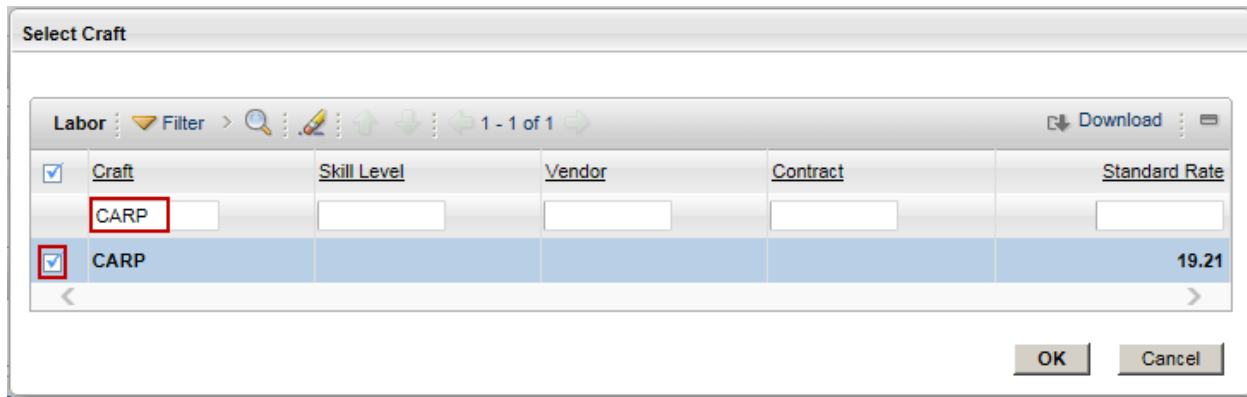 Select Craft
Labor Filter > 1 - 1 of 1 Download
Craft Skill Level Vendor Contract Standard Rate
CARP
CARP 19.21
OK Cancel